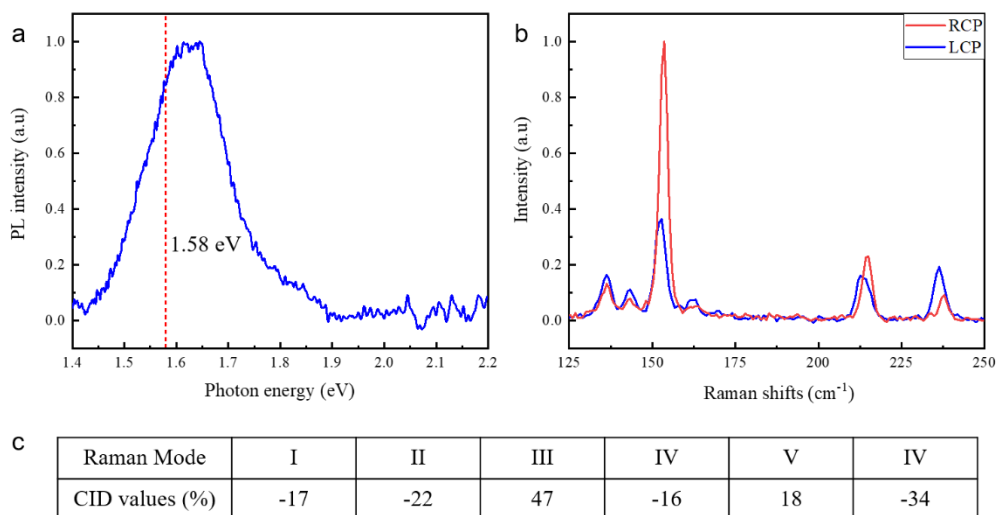 a
PL intensity (a.u)
1.0
0.8
0.6
0.4
0.2
0.0
1.58 eV
1.4 1.5 1.6 1.7 1.8 1.9 2.0 2.1 2.2
Photon energy (eV)
b
RCP
LCP
Intensity (a.u)
1.0
0.8
0.6
0.4
0.2
0.0
125 150 175 200 225 250
Raman shifts (cm⁻¹)
c
Raman Mode I II III IV V IV
CID values (%) -17 -22 47 -16 18 -34